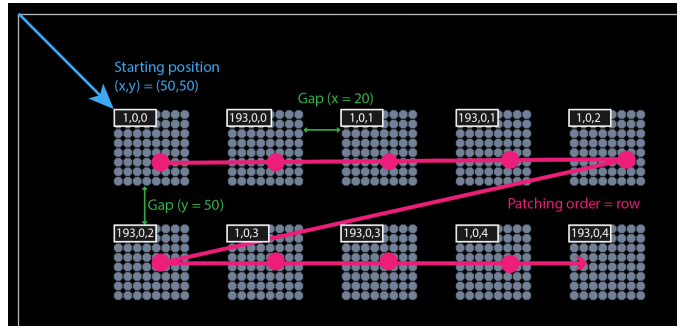 Starting position
(x,y) = (50,50)
Gap (x = 20)
1,0,0
193,0,0
1,0,1
193,0,1
1,0,2
Gap (y = 50)
Patching order = row
193,0,2
1,0,3
193,0,3
1,0,4
193,0,4